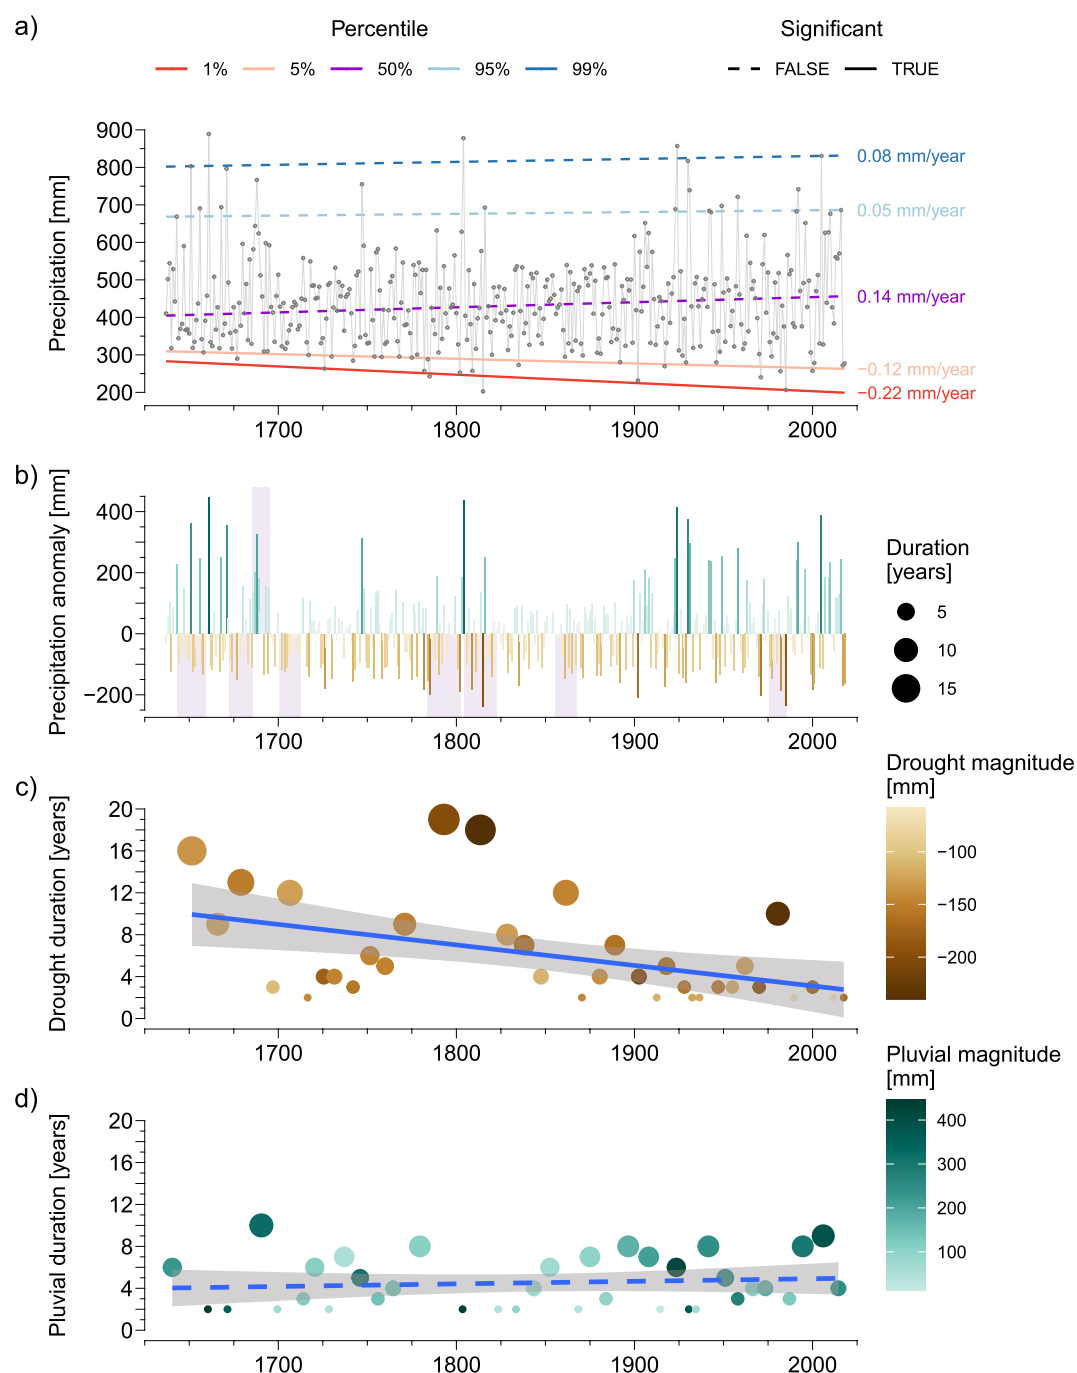 a)
Percentile
Significant
1% 5% 50% 95% 99%
FALSE TRUE
Precipitation [mm]
900
800
700
600
500
400
300
200
0.08 mm/year
0.05 mm/year
0.14 mm/year
−0.12 mm/year
−0.22 mm/year
1700 1800 1900 2000
b)
Precipitation anomaly [mm]
400
200
0
−200
1700 1800 1900 2000
Duration
[years]
5
10
15
c)
Drought duration [years]
20
16
12
8
4
0
1700 1800 1900 2000
Drought magnitude
[mm]
−100
−150
−200
d)
Pluvial duration [years]
20
16
12
8
4
0
1700 1800 1900 2000
Pluvial magnitude
[mm]
400
300
200
100